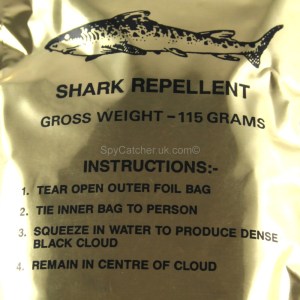 SHARK REPELLENT
GROSS WEIGHT - 115 GRAMS
SpyCatcher.uk.com©
INSTRUCTIONS:-
1. TEAR OPEN OUTER FOIL BAG
2. TIE INNER BAG TO PERSON
3. SQUEEZE IN WATER TO PRODUCE DENSE
BLACK CLOUD
4. REMAIN IN CENTRE OF CLOUD